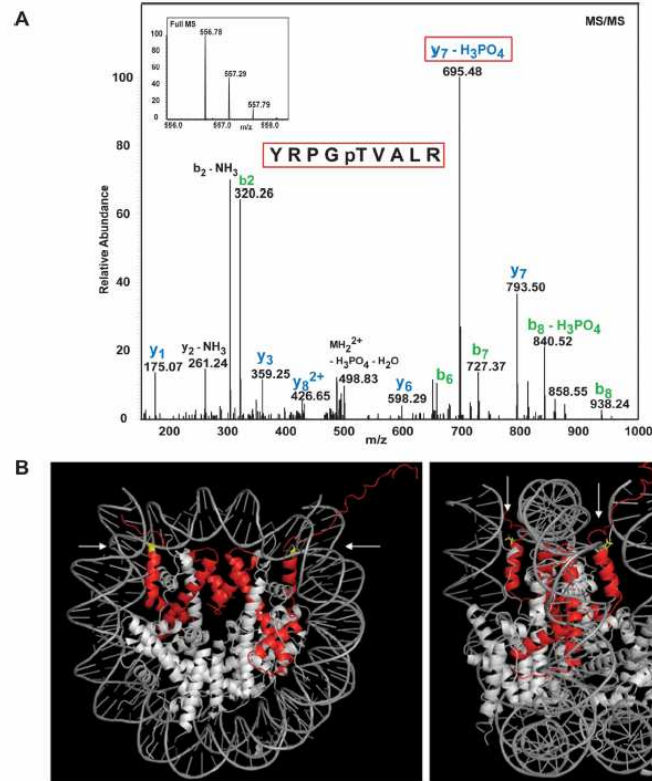 A
MS/MS
Full MS
100
80
60
40
20
0
556.78
557.29
557.79
556.0
557.0
558.0
m/z
y7 - H3PO4
695.48
Y R P G pT V A L R
b2 - NH3
b2
320.26
y7
793.50
b8 - H3PO4
840.52
y1
175.07
y2 - NH3
261.24
y3
359.25
y8 2+
426.65
MH2 2+
- H3PO4 - H2O
498.83
y6
598.29
b6
b7
727.37
858.55
b8
938.24
Relative Abundance
100
80
60
40
20
0
200
300
400
500
600
700
800
900
1000
m/z
B